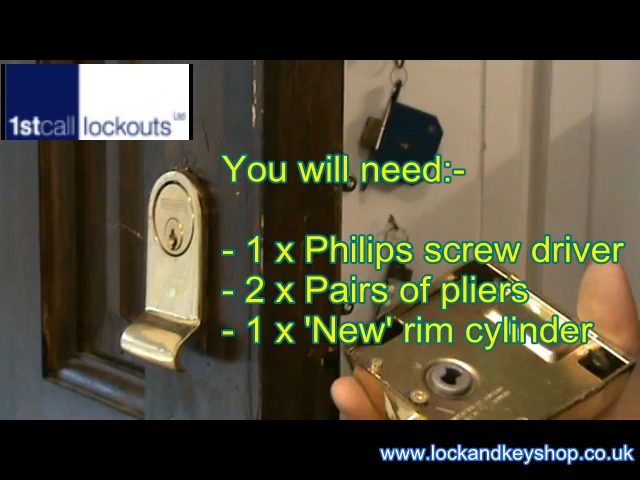 1stcall lockouts Ltd
You will need:-
- 1 x Philips screw driver
- 2 x Pairs of pliers
- 1 x 'New' rim cylinder
www.lockandkeyshop.co.uk